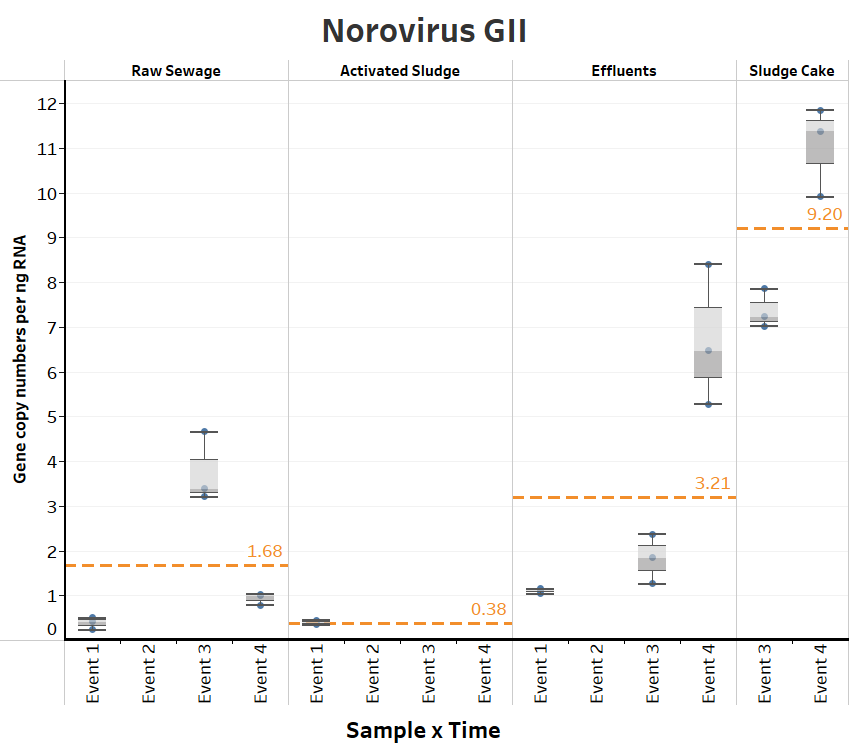 Norovirus GII
Raw Sewage
Activated Sludge
Effluents
Sludge Cake
Gene copy numbers per ng RNA
12
11
10
9
8
7
6
5
4
3
2
1
0
1.68
0.38
3.21
9.20
Event 1
Event 2
Event 3
Event 4
Event 1
Event 2
Event 3
Event 4
Event 1
Event 2
Event 3
Event 4
Event 3
Event 4
Sample x Time